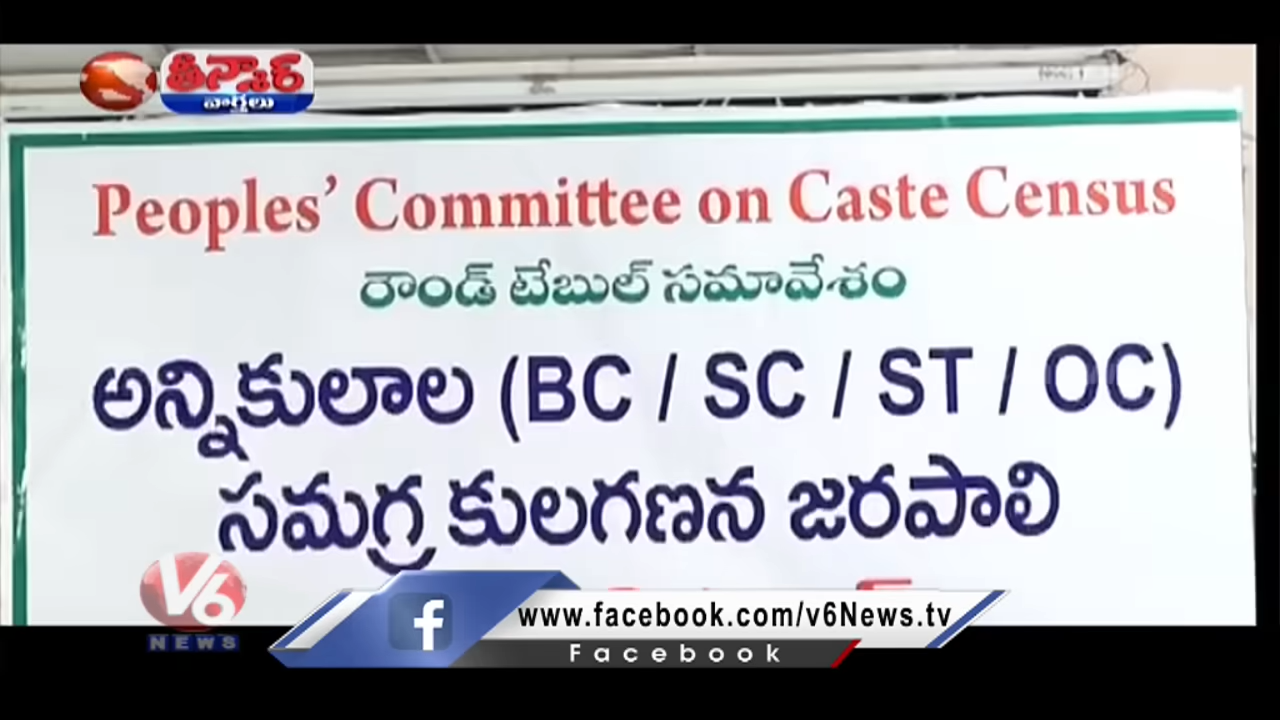 తీన్మార్
వార్తలు
Peoples' Committee on Caste Census
రౌండ్ టేబుల్ సమావేశం
అన్నికులాల (BC / SC / ST / OC)
సమగ్ర కులగణన జరపాలి
V6
NEWS
www.facebook.com/v6News.tv
Facebook